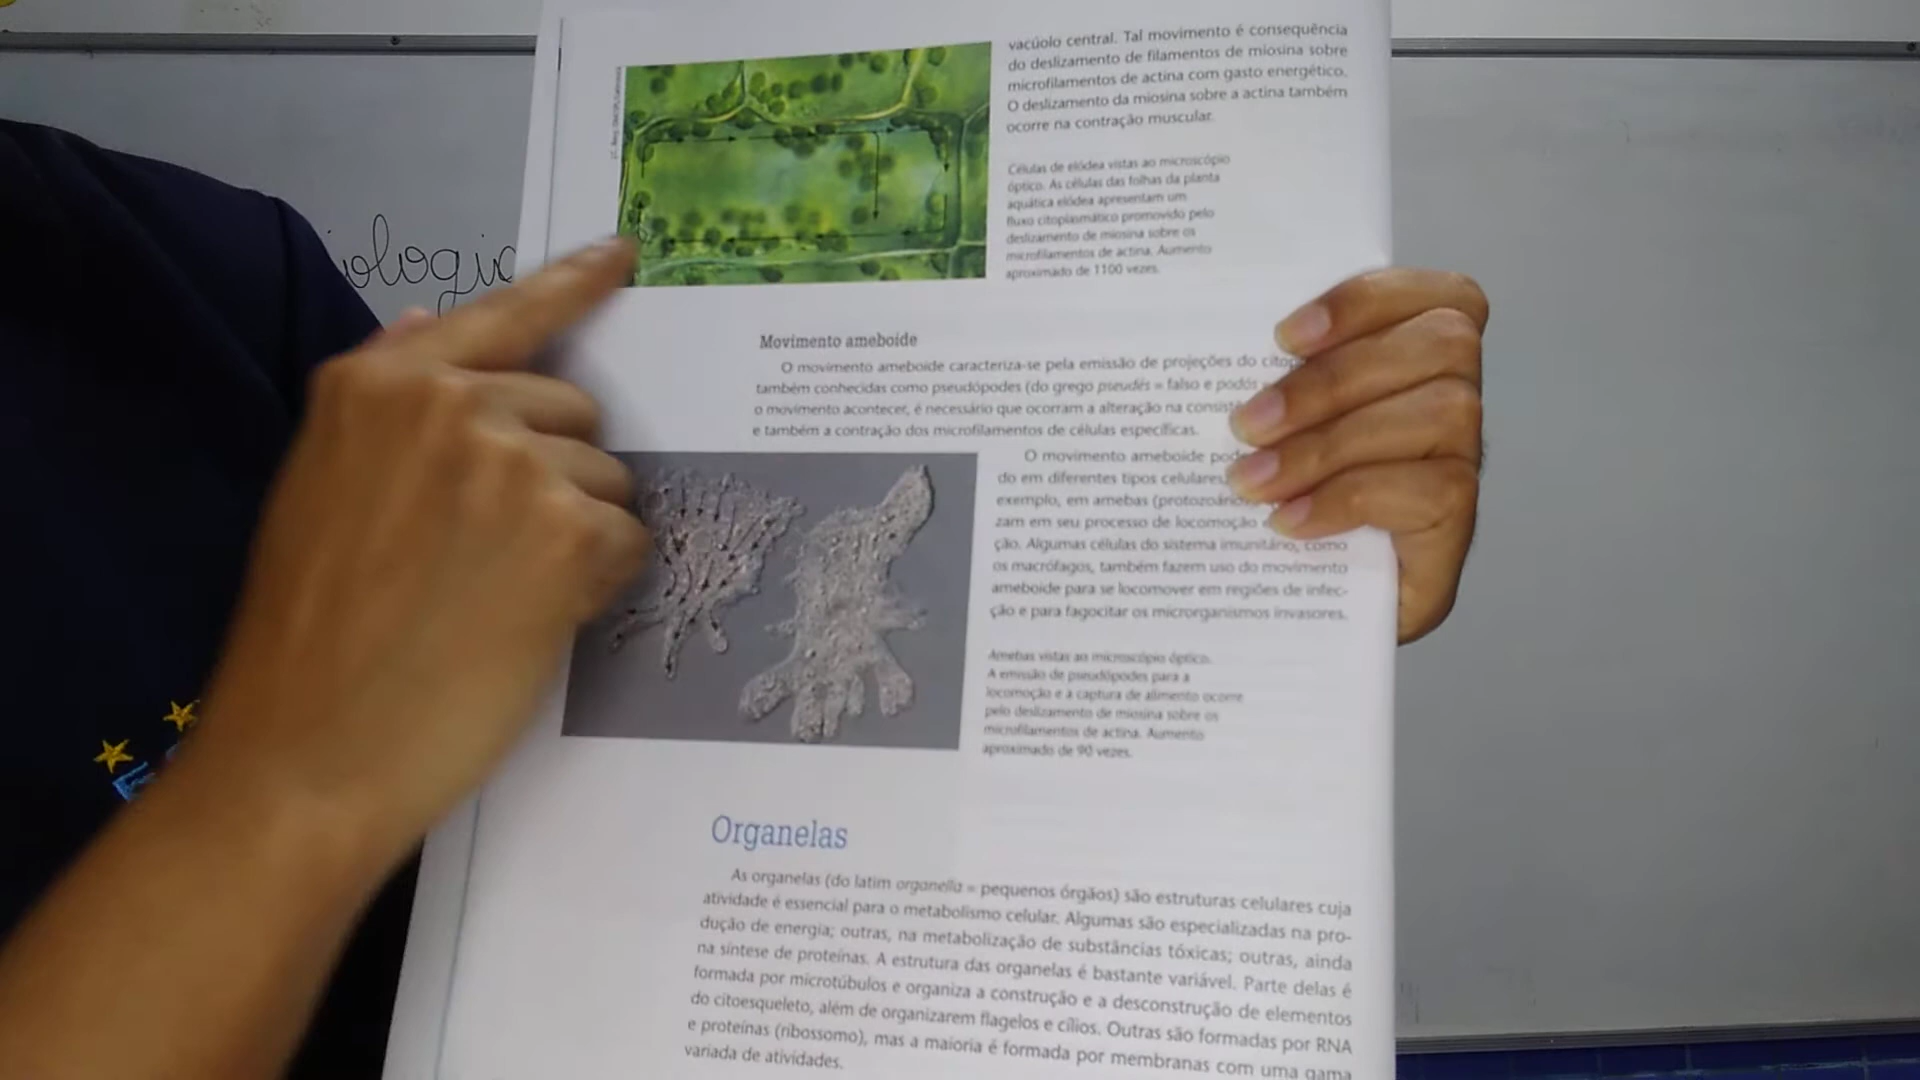 vacúolo central. Tal movimento é consequência
do deslizamento de filamentos de miosina sobre
microfilamentos de actina com gasto energético.
O deslizamento da miosina sobre a actina também
ocorre na contração muscular.
Células de elódea vistas ao microscópio
óptico. As células das folhas da planta
aquática elódea apresentam um
fluxo citoplasmático promovido pelo
deslizamento de miosina sobre os
microfilamentos de actina. Aumento
aproximado de 1100 vezes.
ologia
Movimento ameboide
O movimento ameboide caracteriza-se pela emissão de projeções do citop
também conhecidas como pseudópodes (do grego pseudés = falso e podós
o movimento acontecer, é necessário que ocorram a alteração na consist
e também a contração dos microfilamentos de células específicas.
O movimento ameboide pod
do em diferentes tipos celulares,
exemplo, em amebas (protozoário
zam em seu processo de locomoção
ção. Algumas células do sistema imunitário, como
os macrófagos, também fazem uso do movimento
ameboide para se locomover em regiões de infec-
ção e para fagocitar os microrganismos invasores.
Amebas vistas ao microscópio óptico.
A emissão de pseudópodes para a
locomoção e a captura de alimento ocorre
pelo deslizamento de miosina sobre os
microfilamentos de actina. Aumento
aproximado de 90 vezes.
Organelas
As organelas (do latim organella = pequenos órgãos) são estruturas celulares cuja
atividade é essencial para o metabolismo celular. Algumas são especializadas na pro-
dução de energia; outras, na metabolização de substâncias tóxicas; outras, ainda
na síntese de proteínas. A estrutura das organelas é bastante variável. Parte delas é
formada por microtúbulos e organiza a construção e a desconstrução de elementos
do citoesqueleto, além de organizarem flagelos e cílios. Outras são formadas por RNA
e proteínas (ribossomo), mas a maioria é formada por membranas com uma gama
variada de atividades.